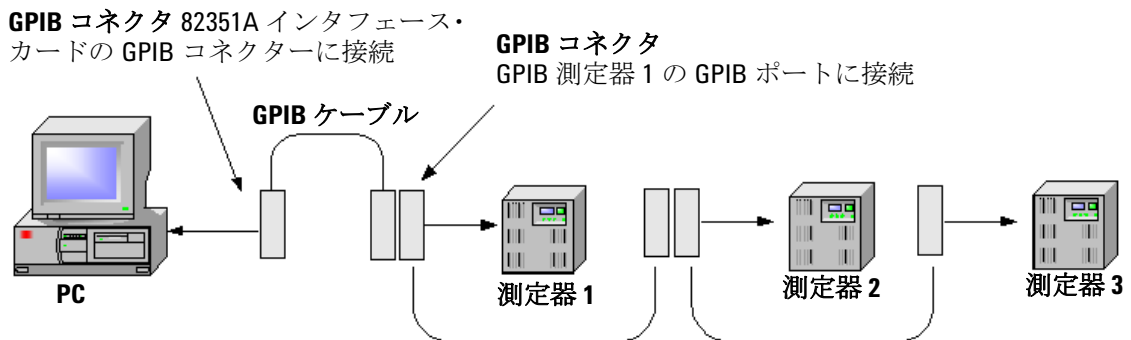 GPIB コネクタ 82351A インタフェース・
カードの GPIB コネクターに接続
GPIB コネクタ
GPIB 測定器 1 の GPIB ポートに接続
GPIB ケーブル
PC
測定器 1
測定器 2
測定器 3